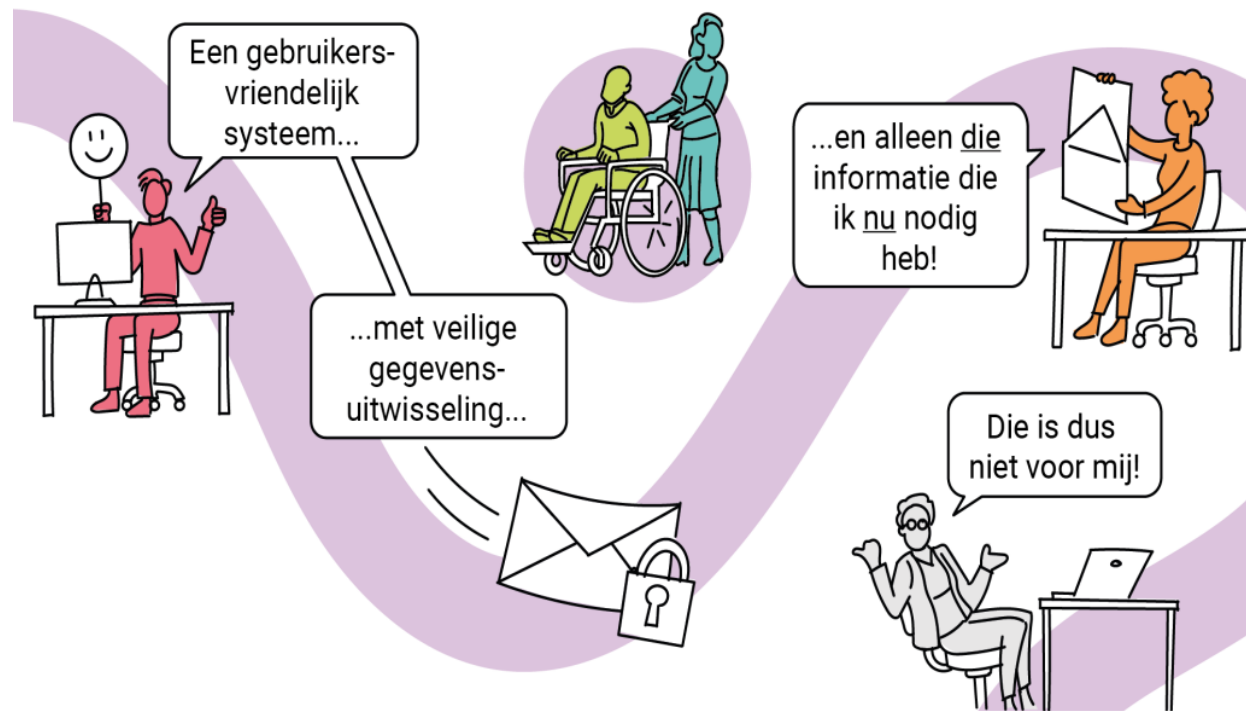 Een gebruikers-
vriendelijk
systeem...
...met veilige
gegevens-
uitwisseling...
...en alleen die
informatie die
ik nu nodig
heb!
Die is dus
niet voor mij!